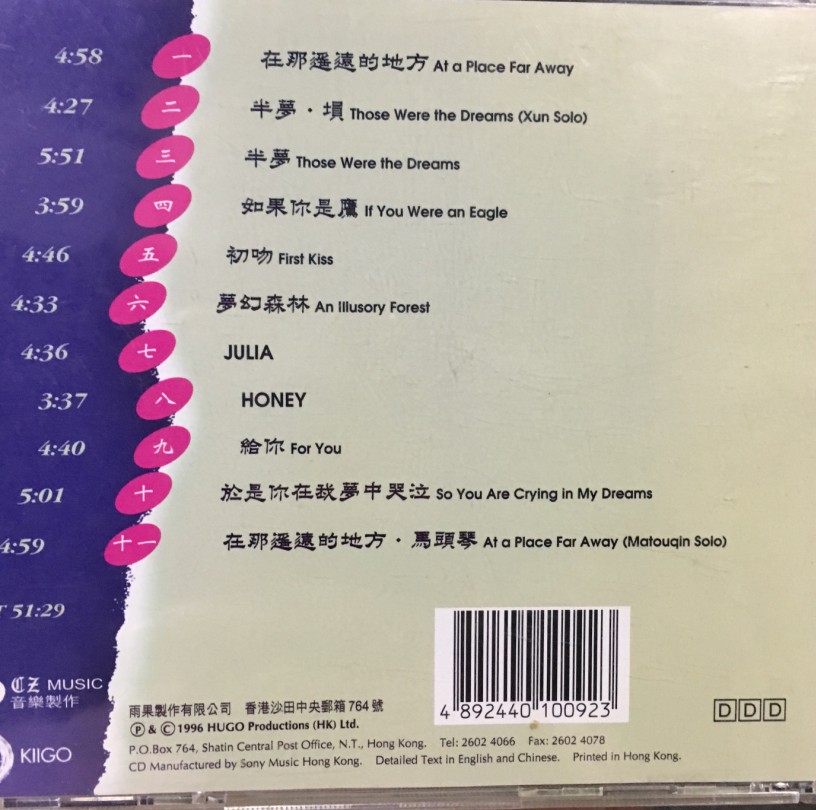 4:58 一 在那遥遠的地方 At a Place Far Away
4:27 二 半夢·塤 Those Were the Dreams (Xun Solo)
5:51 三 半夢 Those Were the Dreams
3:59 四 如果你是鷹 If You Were an Eagle
4:46 五 初吻 First Kiss
4:33 六 夢幻森林 An Illusory Forest
4:36 七 JULIA
3:37 八 HONEY
4:40 九 給你 For You
5:01 十 於是你在我夢中哭泣 So You Are Crying in My Dreams
4:59 十一 在那遥遠的地方·馬頭琴 At a Place Far Away (Matouqin Solo)
T 51:29
CZ MUSIC
音樂製作
KIIGO
4 892440 100923
DDD
雨果製作有限公司 香港沙田中央郵箱764號
Ⓟ & © 1996 HUGO Productions (HK) Ltd.
P.O.Box 764, Shatin Central Post Office, N.T., Hong Kong. Tel: 2602 4066 Fax: 2602 4078
CD Manufactured by Sony Music Hong Kong. Detailed Text in English and Chinese. Printed in Hong Kong.